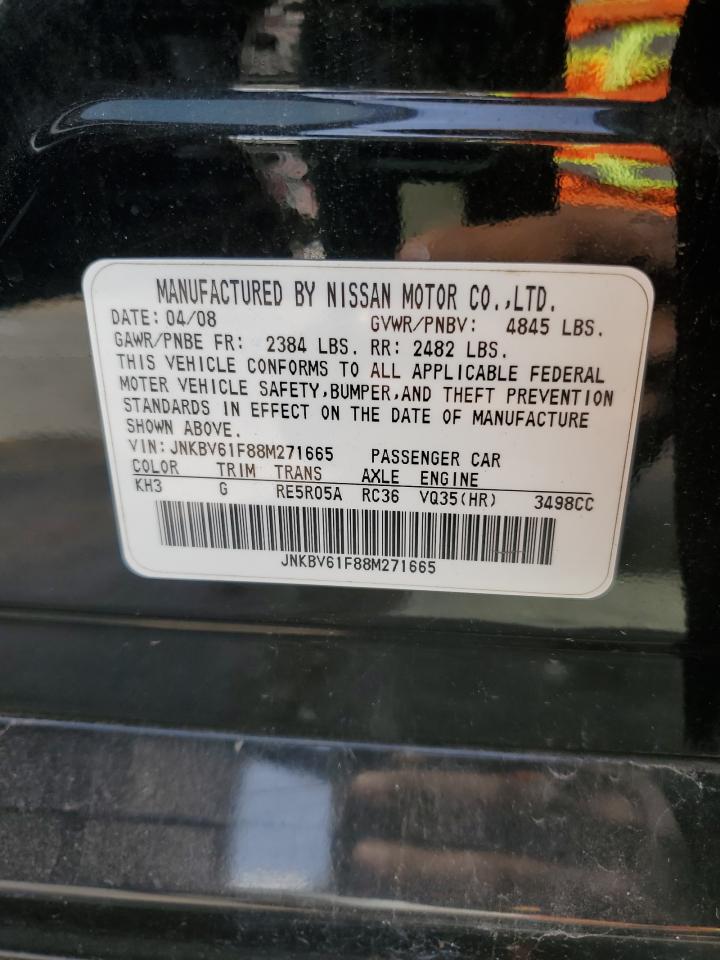 MANUFACTURED BY NISSAN MOTOR CO.,LTD.
DATE: 04/08 GVWR/PNBV: 4845 LBS.
GAWR/PNBE FR: 2384 LBS. RR: 2482 LBS.
THIS VEHICLE CONFORMS TO ALL APPLICABLE FEDERAL
MOTER VEHICLE SAFETY,BUMPER,AND THEFT PREVENTION
STANDARDS IN EFFECT ON THE DATE OF MANUFACTURE
SHOWN ABOVE.
VIN: JNKBV61F88M271665 PASSENGER CAR
COLOR TRIM TRANS AXLE ENGINE
KH3 G RE5R05A RC36 VQ35(HR) 3498CC
JNKBV61F88M271665